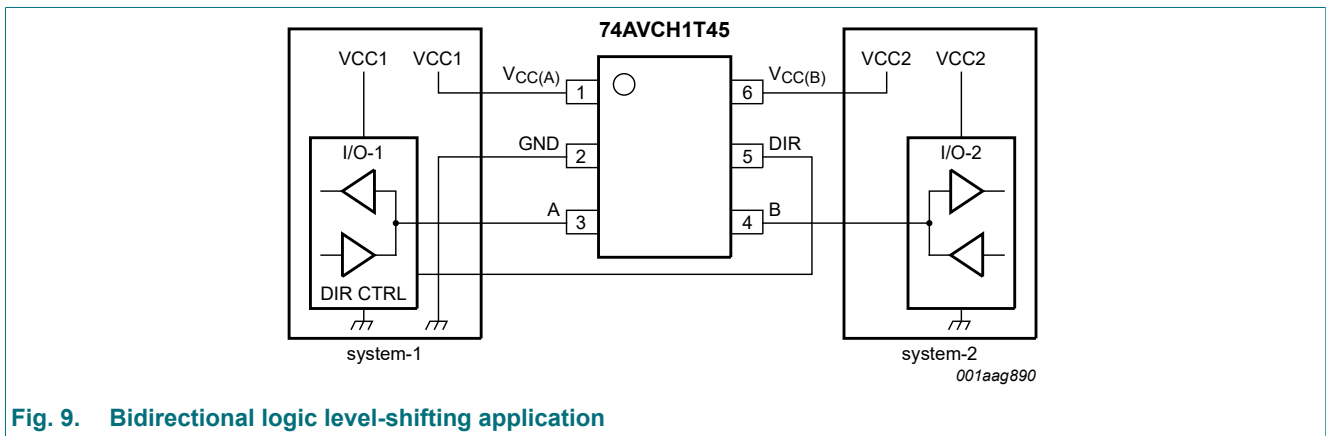 74AVCH1T45
VCC1 VCC1
VCC(A)
1
VCC(B)
6
VCC2 VCC2
I/O-1
GND
2
DIR
5
I/O-2
A
3
B
4
DIR CTRL
system-1
system-2
001aag890
Fig. 9. Bidirectional logic level-shifting application